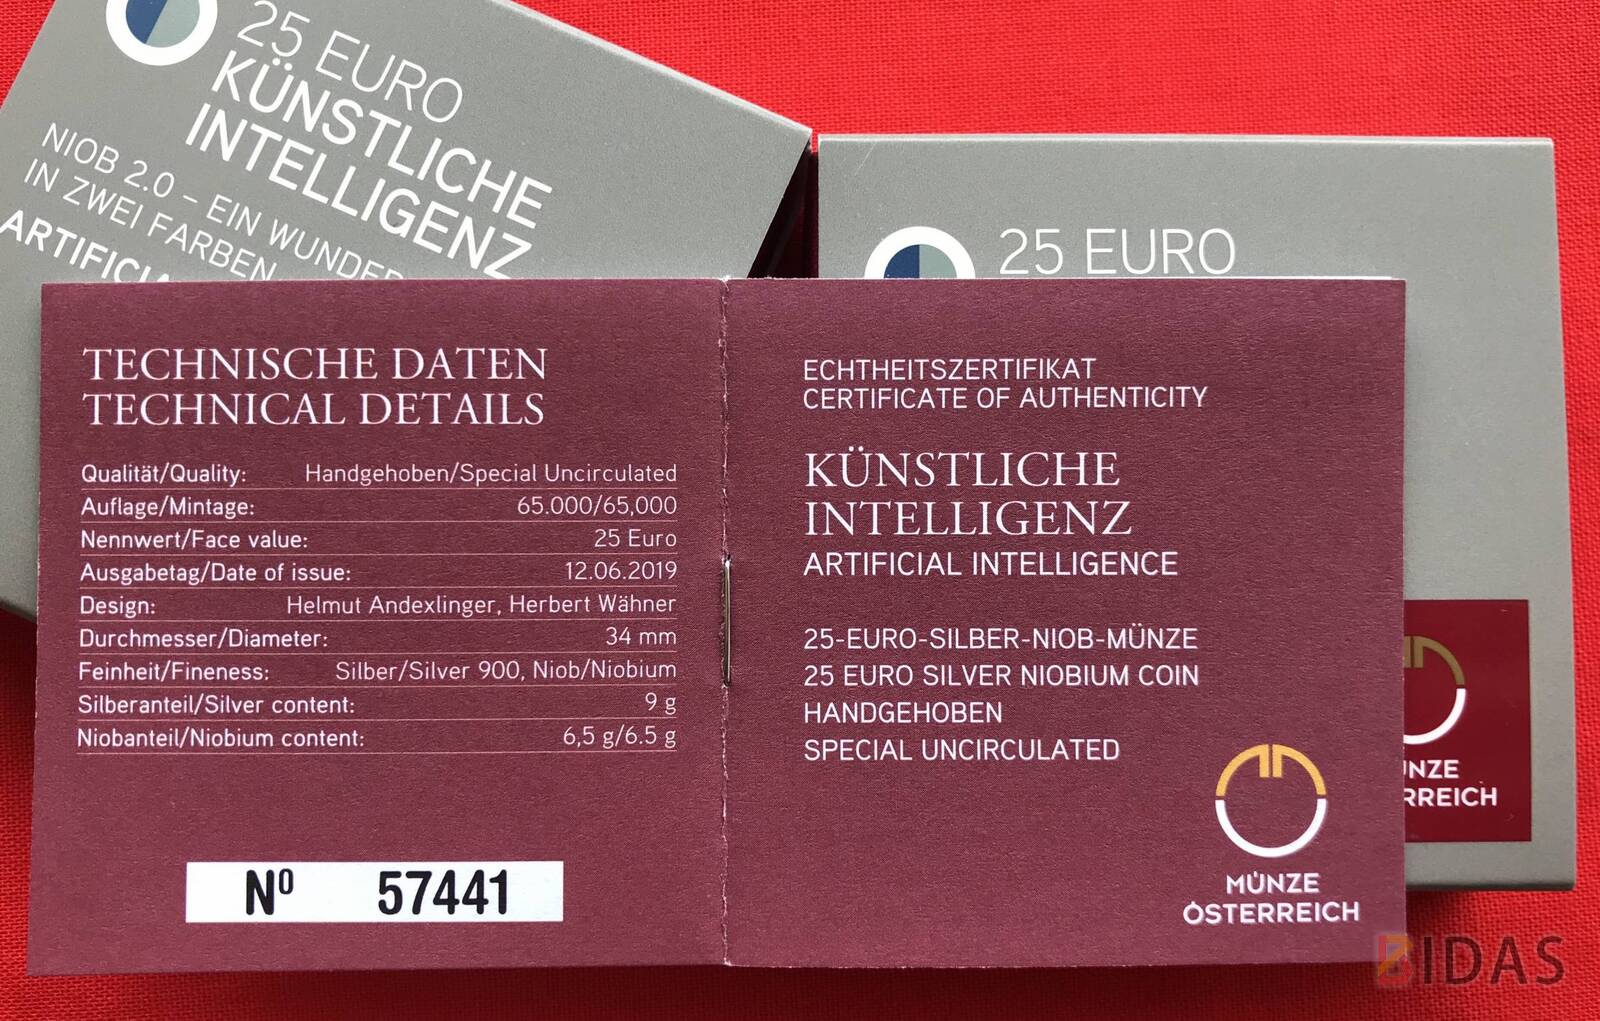 25 EURO
KÜNSTLICHE
INTELLIGENZ
NIOB 2.0 – EIN WUNDER
IN ZWEI FARBEN
25 EURO
TECHNISCHE DATEN
TECHNICAL DETAILS
Qualität/Quality: Handgehoben/Special Uncirculated
Auflage/Mintage: 65.000/65,000
Nennwert/Face value: 25 Euro
Ausgabetag/Date of issue: 12.06.2019
Design: Helmut Andexlinger, Herbert Wähner
Durchmesser/Diameter: 34 mm
Feinheit/Fineness: Silber/Silver 900, Niob/Niobium
Silberanteil/Silver content: 9 g
Niobanteil/Niobium content: 6,5 g/6.5 g
Nº 57441
ECHTHEITSZERTIFIKAT
CERTIFICATE OF AUTHENTICITY
KÜNSTLICHE
INTELLIGENZ
ARTIFICIAL INTELLIGENCE
25-EURO-SILBER-NIOB-MÜNZE
25 EURO SILVER NIOBIUM COIN
HANDGEHOBEN
SPECIAL UNCIRCULATED
MÜNZE
ÖSTERREICH
BIDAS